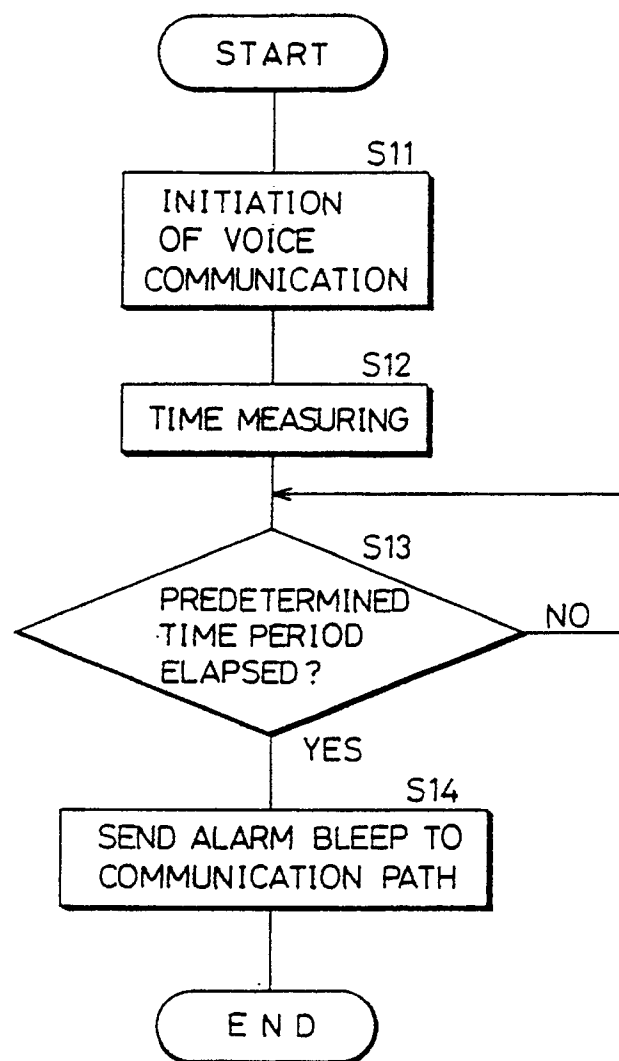 START
S11
INITIATION
OF VOICE
COMMUNICATION
S12
TIME MEASURING
S13
PREDETERMINED
TIME PERIOD
ELAPSED?
NO
YES
S14
SEND ALARM BLEEP TO
COMMUNICATION PATH
END